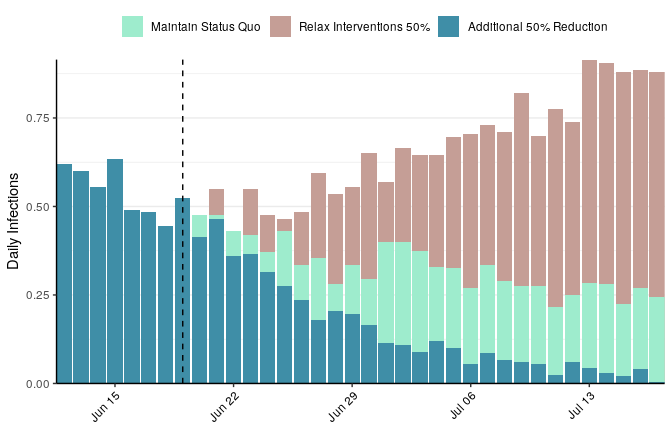 Maintain Status Quo Relax Interventions 50% Additional 50% Reduction
Daily Infections
0.75
0.50
0.25
0.00
Jun 15 Jun 22 Jun 29 Jul 06 Jul 13